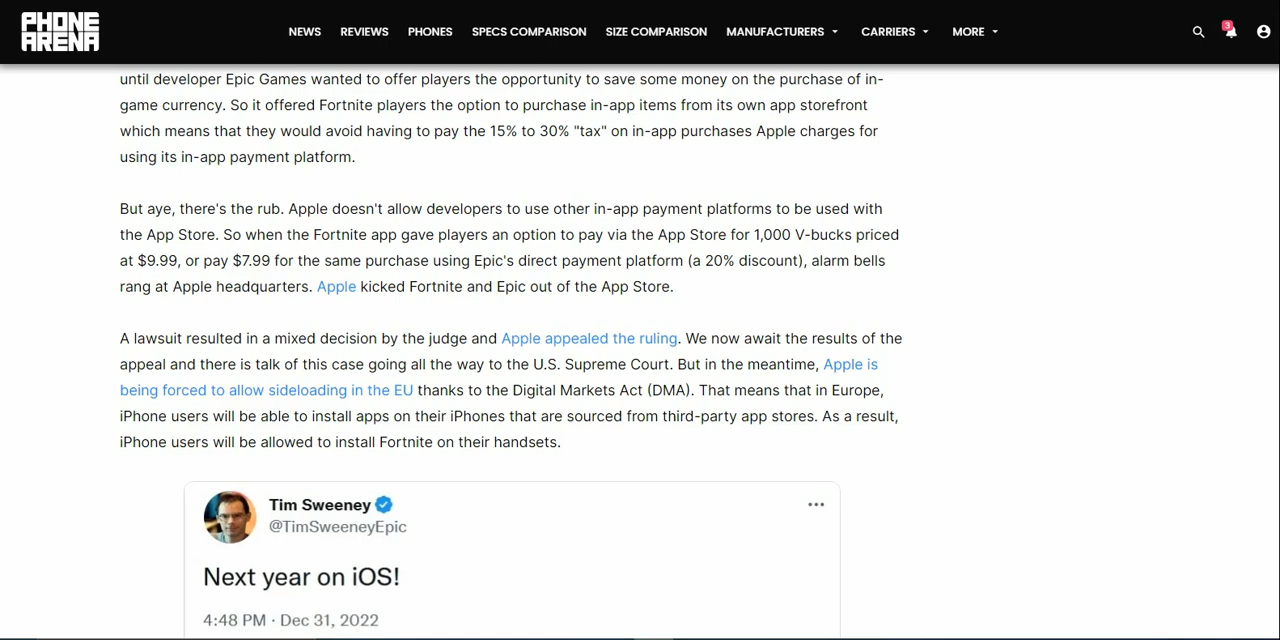 PHONE
ARENA
NEWS REVIEWS PHONES SPECS COMPARISON SIZE COMPARISON MANUFACTURERS CARRIERS MORE 3
until developer Epic Games wanted to offer players the opportunity to save some money on the purchase of in-
game currency. So it offered Fortnite players the option to purchase in-app items from its own app storefront
which means that they would avoid having to pay the 15% to 30% "tax" on in-app purchases Apple charges for
using its in-app payment platform.
But aye, there's the rub. Apple doesn't allow developers to use other in-app payment platforms to be used with
the App Store. So when the Fortnite app gave players an option to pay via the App Store for 1,000 V-bucks priced
at $9.99, or pay $7.99 for the same purchase using Epic's direct payment platform (a 20% discount), alarm bells
rang at Apple headquarters. Apple kicked Fortnite and Epic out of the App Store.
A lawsuit resulted in a mixed decision by the judge and Apple appealed the ruling. We now await the results of the
appeal and there is talk of this case going all the way to the U.S. Supreme Court. But in the meantime, Apple is
being forced to allow sideloading in the EU thanks to the Digital Markets Act (DMA). That means that in Europe,
iPhone users will be able to install apps on their iPhones that are sourced from third-party app stores. As a result,
iPhone users will be allowed to install Fortnite on their handsets.
Tim Sweeney
@TimSweeneyEpic
Next year on iOS!
4:48 PM · Dec 31, 2022